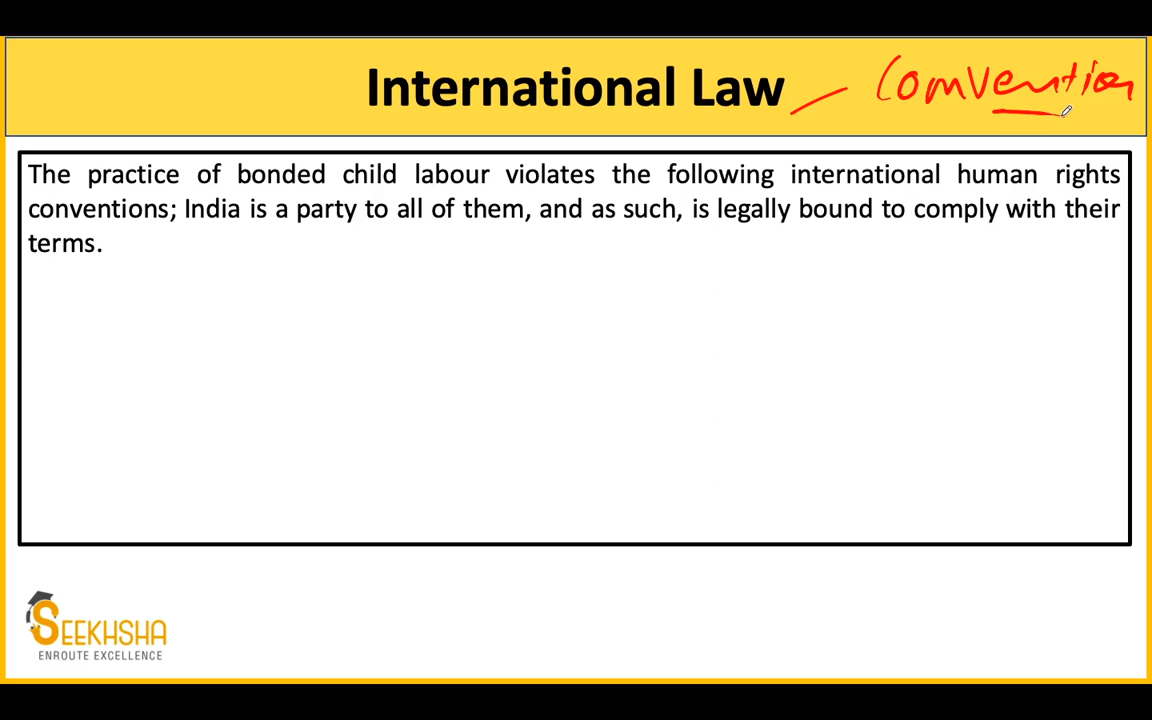 International Law – Comvention
The practice of bonded child labour violates the following international human rights
conventions; India is a party to all of them, and as such, is legally bound to comply with their
terms.
SEEKHSHA
ENROUTE EXCELLENCE